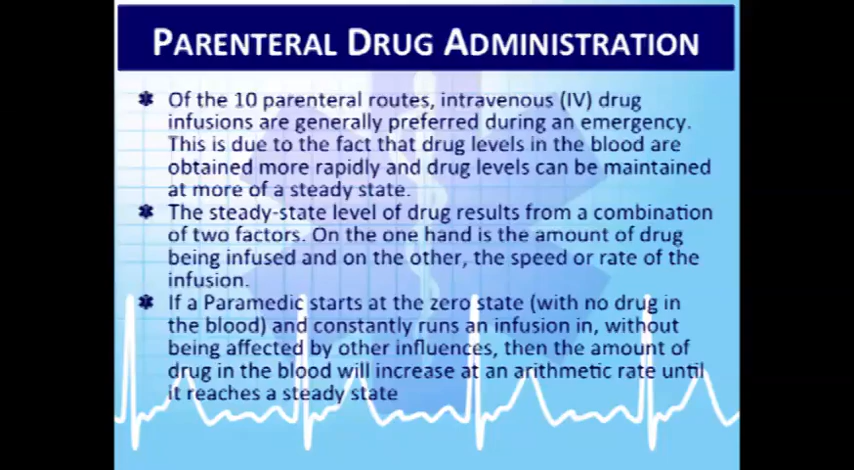 PARENTERAL DRUG ADMINISTRATION
Of the 10 parenteral routes, intravenous (IV) drug
infusions are generally preferred during an emergency.
This is due to the fact that drug levels in the blood are
obtained more rapidly and drug levels can be maintained
at more of a steady state.
The steady-state level of drug results from a combination
of two factors. On the one hand is the amount of drug
being infused and on the other, the speed or rate of the
infusion.
If a Paramedic starts at the zero state (with no drug in
the blood) and constantly runs an infusion in, without
being affected by other influences, then the amount of
drug in the blood will increase at an arithmetic rate until
it reaches a steady state